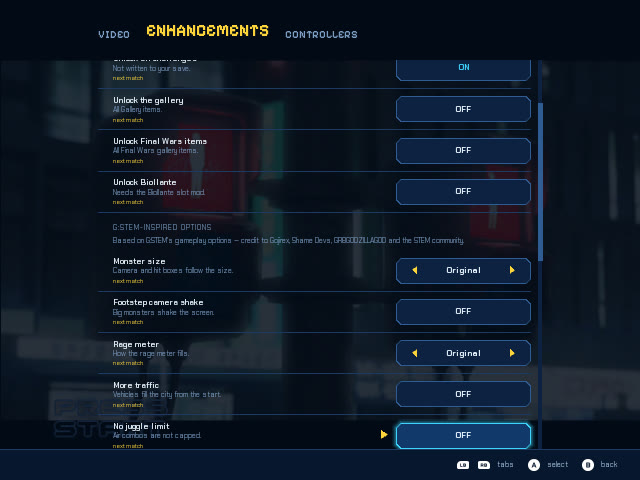 VIDEO ENHANCEMENTS CONTROLLERS
Not written to your save.
next match
ON
Unlock the gallery
All Gallery items.
next match
OFF
Unlock Final Wars items
All Final Wars gallery items.
next match
OFF
Unlock Biollante
Needs the Biollante slot mod.
next match
OFF
G:STEM-INSPIRED OPTIONS
Based on G:STEM's gameplay options — credit to Gojirex, Shame Devs, GR8GODZILLAGOD and the STEM community.
Monster size
Camera and hit boxes follow the size.
next match
Original
Footstep camera shake
Big monsters shake the screen.
next match
OFF
Rage meter
How the rage meter fills.
next match
Original
More traffic
Vehicles fill the city from the start.
next match
OFF
No juggle limit
Air combos are not capped.
next match
OFF
LB RB tabs A select B back